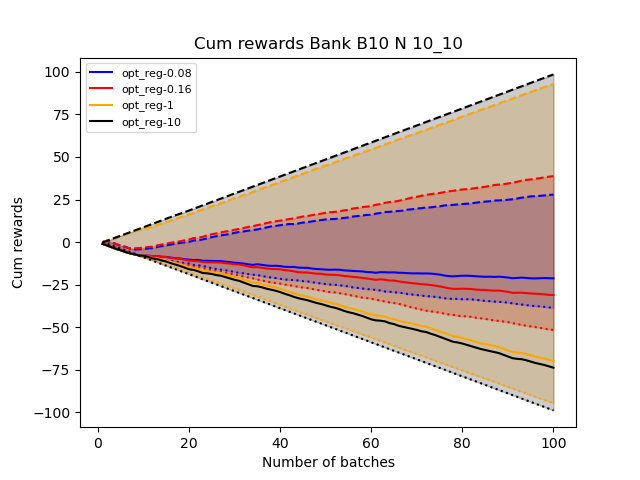 Cum rewards Bank B10 N 10_10
opt_reg-0.08
opt_reg-0.16
opt_reg-1
opt_reg-10
100
75
50
25
0
−25
−50
−75
−100
Cum rewards
0 20 40 60 80 100
Number of batches